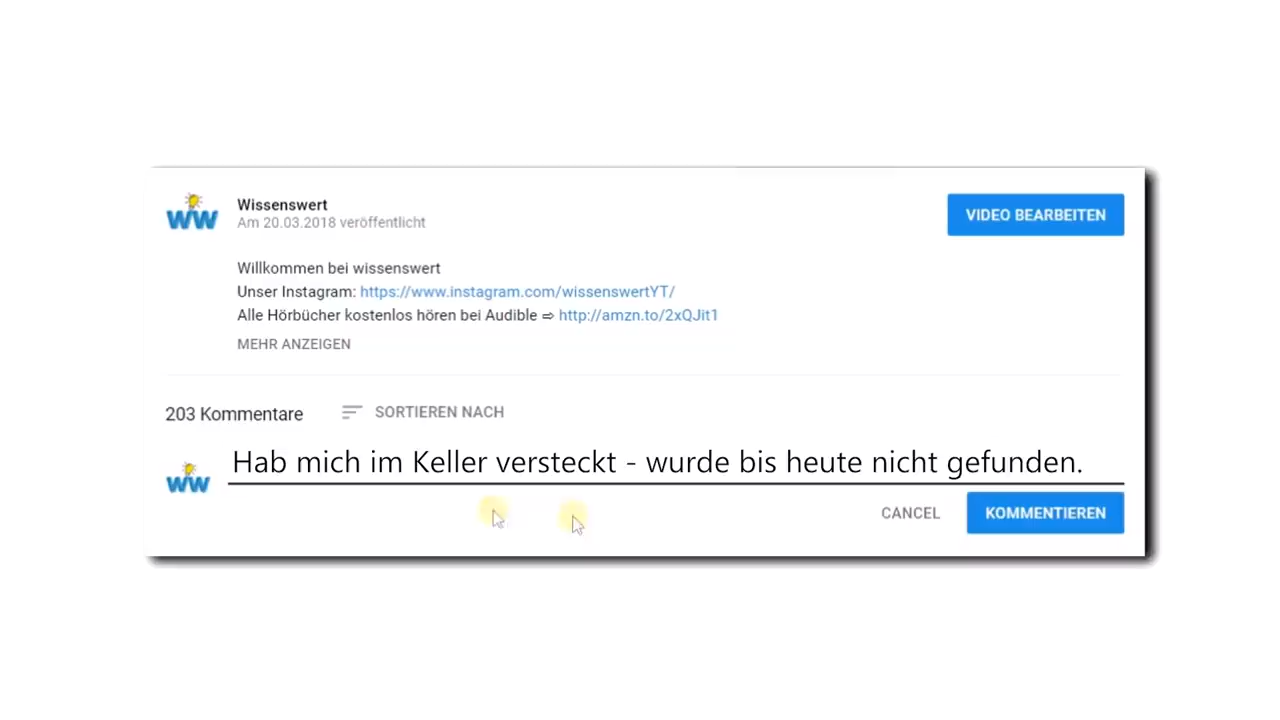 WW
Wissenswert
Am 20.03.2018 veröffentlicht
VIDEO BEARBEITEN
Willkommen bei wissenswert
Unser Instagram: https://www.instagram.com/wissenswertYT/
Alle Hörbücher kostenlos hören bei Audible ⇨ http://amzn.to/2xQJit1
MEHR ANZEIGEN
203 Kommentare SORTIEREN NACH
WW
Hab mich im Keller versteckt - wurde bis heute nicht gefunden.
CANCEL KOMMENTIEREN